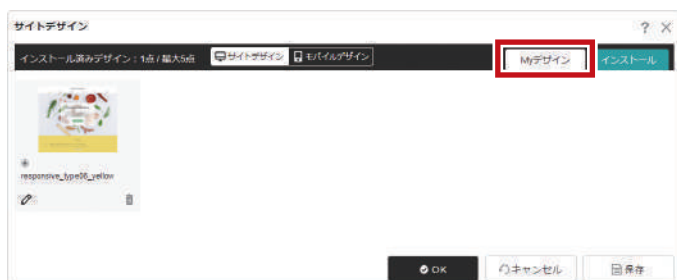 サイトデザイン
インストール済みデザイン：1点 / 最大5点 サイトデザイン モバイルデザイン Myデザイン インストール
responsive_type06_yellow
OK キャンセル 保存